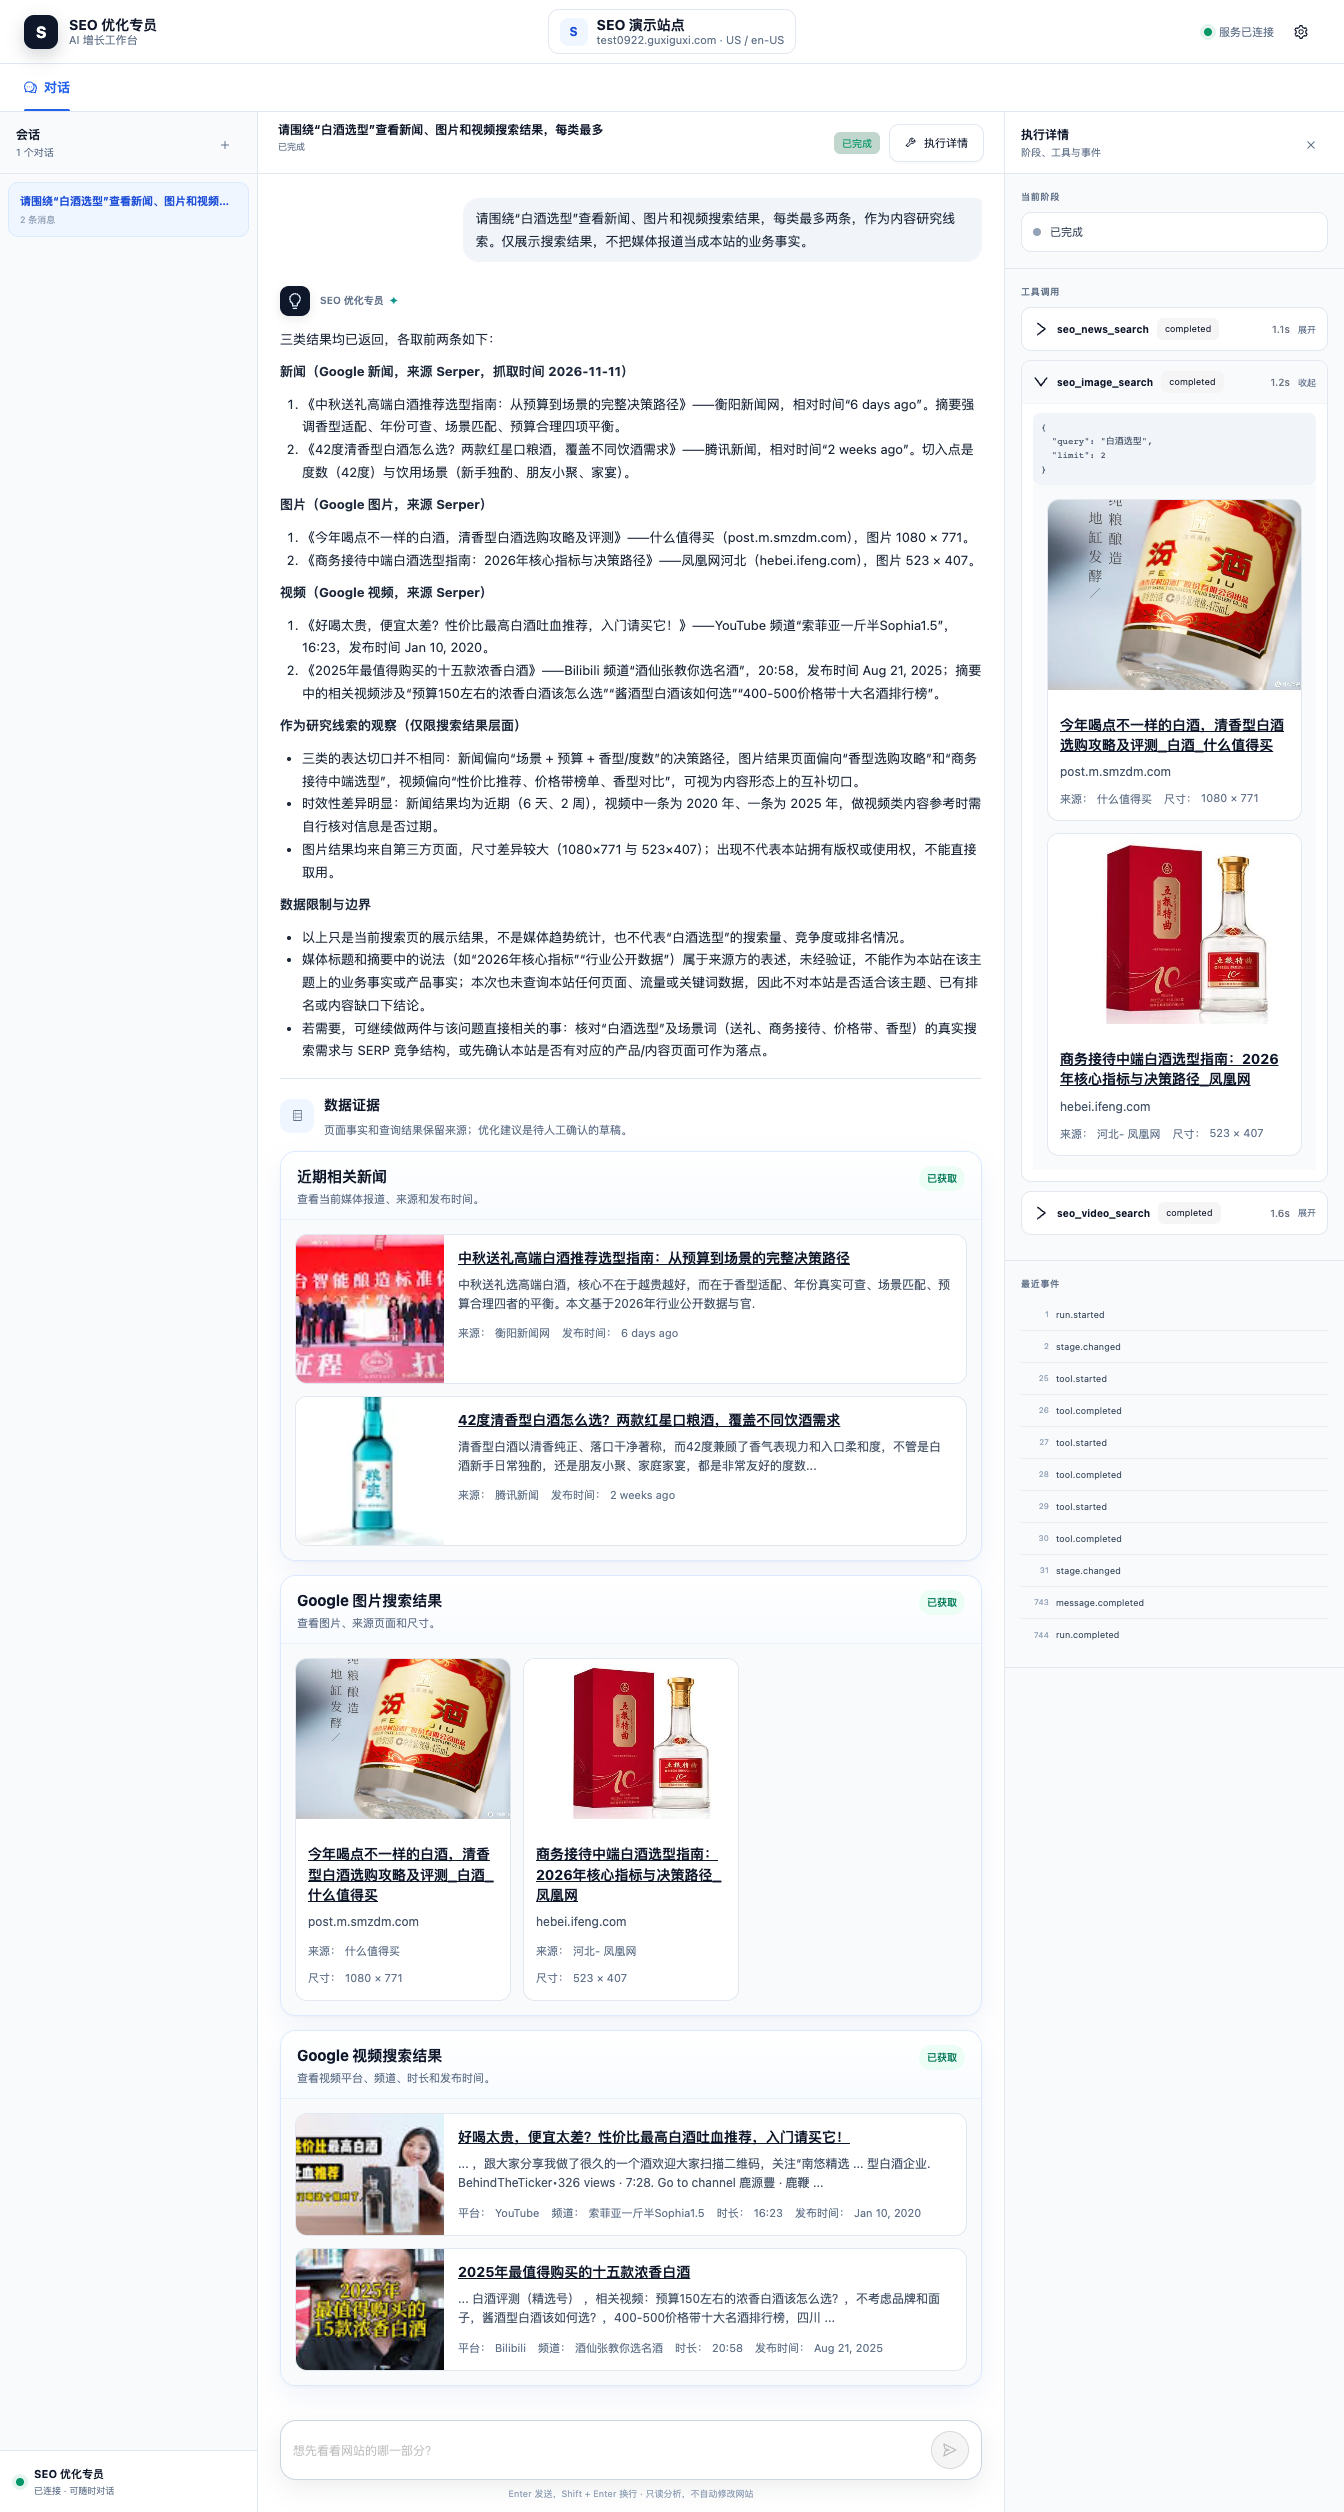 S
SEO 优化专员
AI 增长工作台
S
SEO 演示站点
test0922.guxiguxi.com · US / en-US
服务已连接
对话
会话
1 个对话
请围绕“白酒选型”查看新闻、图片和视频...
2 条消息
请围绕“白酒选型”查看新闻、图片和视频搜索结果，每类最多
已完成
已完成
执行详情
请围绕“白酒选型”查看新闻、图片和视频搜索结果，每类最多两条，作为内容研究线
索。仅展示搜索结果，不把媒体报道当成本站的业务事实。
SEO 优化专员
三类结果均已返回，各取前两条如下：
新闻（Google 新闻，来源 Serper，抓取时间 2026-11-11）
1. 《中秋送礼高端白酒推荐选型指南：从预算到场景的完整决策路径》——衡阳新闻网，相对时间“6 days ago”。摘要强
调香型适配、年份可查、场景匹配、预算合理四项平衡。
2. 《42度清香型白酒怎么选？两款红星口粮酒，覆盖不同饮酒需求》——腾讯新闻，相对时间“2 weeks ago”。切入点是
度数（42度）与饮用场景（新手独酌、朋友小聚、家宴）。
图片（Google 图片，来源 Serper）
1. 《今年喝点不一样的白酒，清香型白酒选购攻略及评测》——什么值得买（post.m.smzdm.com），图片 1080 × 771。
2. 《商务接待中端白酒选型指南：2026年核心指标与决策路径》——凤凰网河北（hebei.ifeng.com），图片 523 × 407。
视频（Google 视频，来源 Serper）
1. 《好喝太贵，便宜太差？性价比最高白酒吐血推荐，入门请买它！》——YouTube 频道“索菲亚一斤半Sophia1.5”，
16:23，发布时间 Jan 10, 2020。
2. 《2025年最值得购买的十五款浓香白酒》——Bilibili 频道“酒仙张教你选名酒”，20:58，发布时间 Aug 21, 2025；摘要
中的相关视频涉及“预算150左右的浓香白酒该怎么选”“酱酒型白酒该如何选”“400-500价格带十大名酒排行榜”。
作为研究线索的观察（仅限搜索结果层面）
• 三类的表达切口并不相同：新闻偏向“场景 + 预算 + 香型/度数”的决策路径，图片结果页面偏向“香型选购攻略”和“商务
接待中端选型”，视频偏向“性价比推荐、价格带榜单、香型对比”，可视为内容形态上的互补切口。
• 时效性差异明显：新闻结果均为近期（6 天、2 周），视频中一条为 2020 年、一条为 2025 年，做视频类内容参考时需
自行核对信息是否过期。
• 图片结果均来自第三方页面，尺寸差异较大（1080×771 与 523×407）；出现不代表本站拥有版权或使用权，不能直接
取用。
数据限制与边界
• 以上只是当前搜索页的展示结果，不是媒体趋势统计，也不代表“白酒选型”的搜索量、竞争度或排名情况。
• 媒体标题和摘要中的说法（如“2026年核心指标”“行业公开数据”）属于来源方的表述，未经验证，不能作为本站在该主
题上的业务事实或产品事实；本次也未查询本站任何页面、流量或关键词数据，因此不对本站是否适合该主题、已有排
名或内容缺口下结论。
• 若需要，可继续做两件与该问题直接相关的事：核对“白酒选型”及场景词（送礼、商务接待、价格带、香型）的真实搜
索需求与 SERP 竞争结构，或先确认本站是否有对应的产品/内容页面可作为落点。
数据证据
页面事实和查询结果保留来源；优化建议是待人工确认的草稿。
近期相关新闻
查看当前媒体报道、来源和发布时间。
已获取
台智能酿造标准体
征程 打
中秋送礼高端白酒推荐选型指南：从预算到场景的完整决策路径
中秋送礼选高端白酒，核心不在于越贵越好，而在于香型适配、年份真实可查、场景匹配、预
算合理四者的平衡。本文基于2026年行业公开数据与官.
来源： 衡阳新闻网 发布时间： 6 days ago
粮爽
42度清香型白酒怎么选？两款红星口粮酒，覆盖不同饮酒需求
清香型白酒以清香纯正、落口干净著称，而42度兼顾了香气表现力和入口柔和度，不管是白
酒新手日常独酌，还是朋友小聚、家庭家宴，都是非常友好的度数...
来源： 腾讯新闻 发布时间： 2 weeks ago
Google 图片搜索结果
查看图片、来源页面和尺寸。
已获取
纯粮酿造
地缸发酵／
汾酒
今年喝点不一样的白酒，清香
型白酒选购攻略及评测_白酒_
什么值得买
post.m.smzdm.com
来源： 什么值得买
尺寸： 1080 × 771
五粮特曲
10
商务接待中端白酒选型指南：
2026年核心指标与决策路径_
凤凰网
hebei.ifeng.com
来源： 河北- 凤凰网
尺寸： 523 × 407
Google 视频搜索结果
查看视频平台、频道、时长和发布时间。
已获取
性价比最高白酒
吐血推荐
好喝太贵，便宜太差？性价比最高白酒吐血推荐，入门请买它！
... ，跟大家分享我做了很久的一个酒欢迎大家扫描二维码，关注“南悠精选 ... 型白酒企业.
BehindTheTicker•326 views · 7:28. Go to channel 鹿源豐 · 鹿鞭 ...
平台： YouTube 频道： 索菲亚一斤半Sophia1.5 时长： 16:23 发布时间： Jan 10, 2020
2025年
最值得购买的
15款浓香白酒
2025年最值得购买的十五款浓香白酒
... 白酒评测（精选号），相关视频：预算150左右的浓香白酒该怎么选？，不考虑品牌和面
子，酱酒型白酒该如何选？，400-500价格带十大名酒排行榜，四川 ...
平台： Bilibili 频道： 酒仙张教你选名酒 时长： 20:58 发布时间： Aug 21, 2025
想先看看网站的哪一部分？
Enter 发送，Shift + Enter 换行 · 只读分析，不自动修改网站
SEO 优化专员
已连接 · 可随时对话
执行详情
阶段、工具与事件
当前阶段
已完成
工具调用
seo_news_search completed 1.1s 展开
seo_image_search completed 1.2s 收起
{
"query": "白酒选型",
"limit": 2
}
纯粮酿造
地缸发酵／
汾酒
今年喝点不一样的白酒，清香型白酒
选购攻略及评测_白酒_什么值得买
post.m.smzdm.com
来源： 什么值得买 尺寸： 1080 × 771
五粮特曲
10
商务接待中端白酒选型指南：2026
年核心指标与决策路径_凤凰网
hebei.ifeng.com
来源： 河北- 凤凰网 尺寸： 523 × 407
seo_video_search completed 1.6s 展开
最近事件
1 run.started
2 stage.changed
25 tool.started
26 tool.completed
27 tool.started
28 tool.completed
29 tool.started
30 tool.completed
31 stage.changed
743 message.completed
744 run.completed